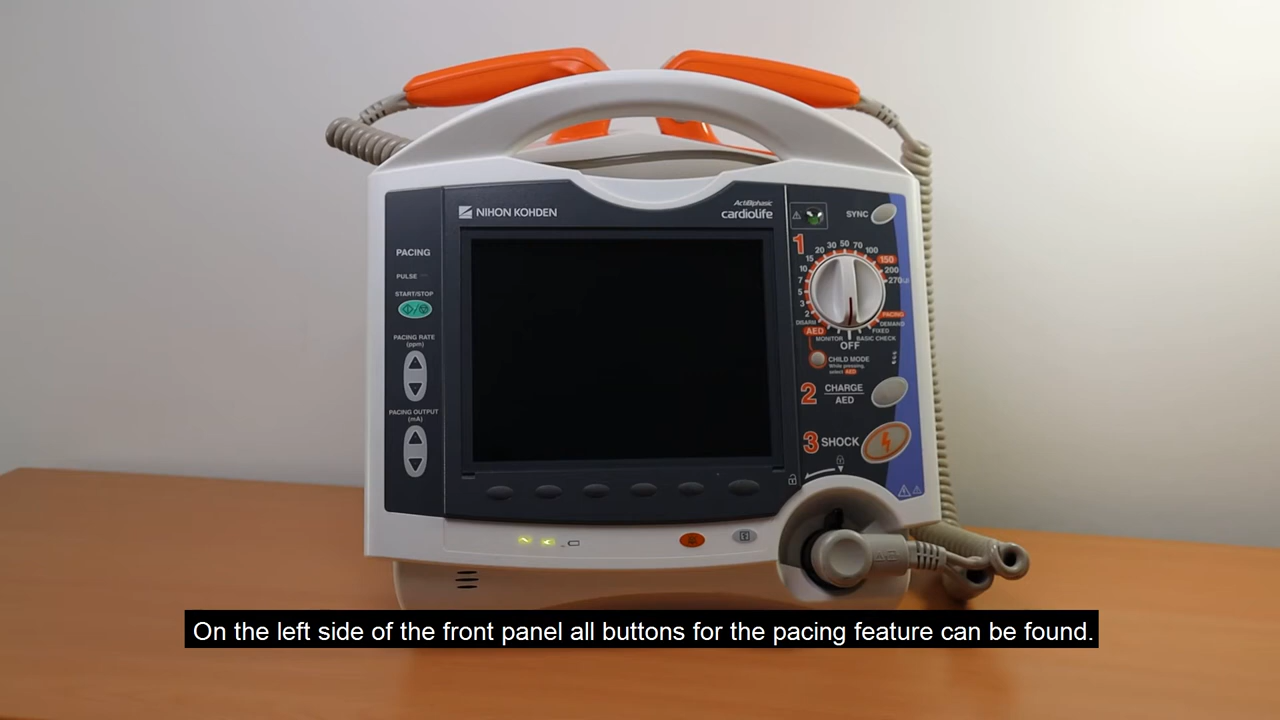 NIHON KOHDEN
ActiBiphasic
cardiolife
PACING
PULSE
START/STOP
PACING RATE
(ppm)
PACING OUTPUT
(mA)
SYNC
1
2 3 5 7 10 15 20 30 50 70 100 150 200 270
DISARM
AED
MONITOR
OFF
BASIC CHECK
FIXED
DEMAND
PACING
CHILD MODE
While pressing,
select AED
2 CHARGE
AED
3 SHOCK
On the left side of the front panel all buttons for the pacing feature can be found.